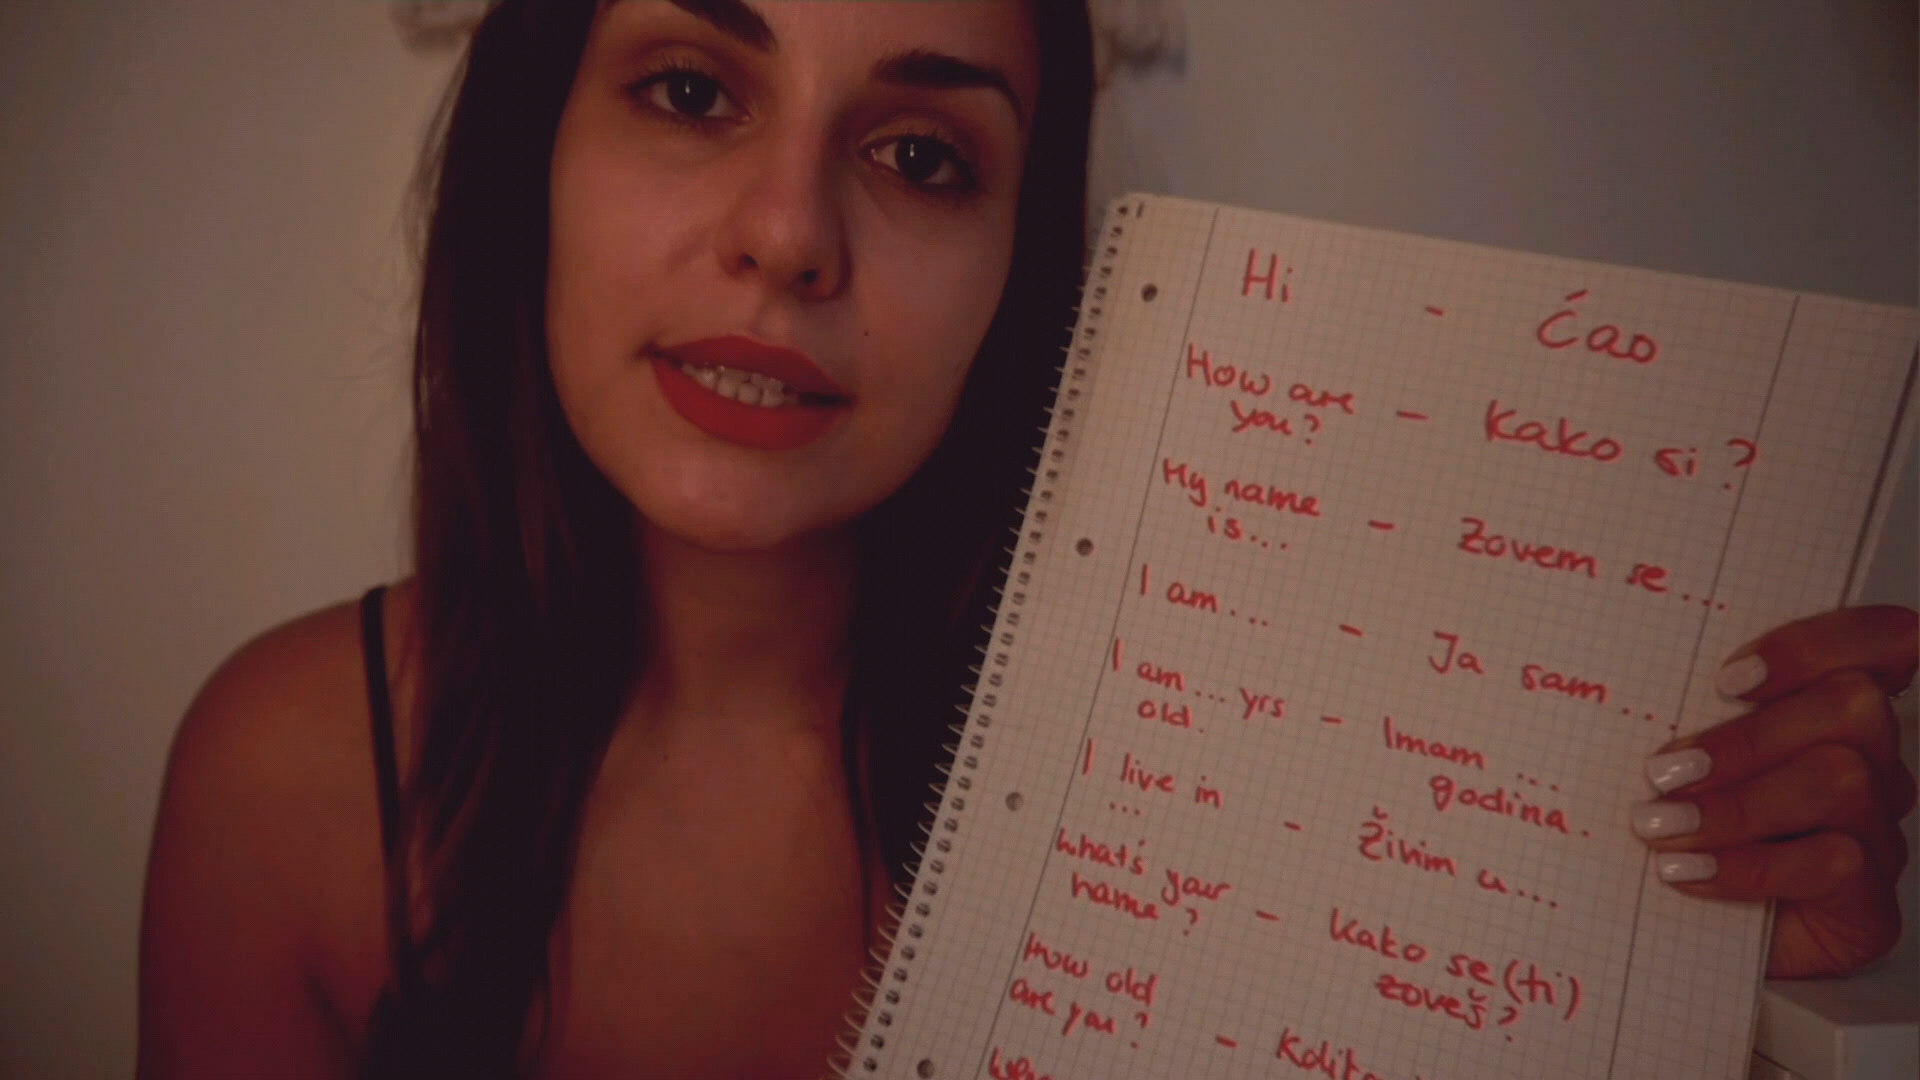 Hi - Ćao
How are - Kako si?
you?
My name - Zovem se...
is...
I am... - Ja sam...
I am... yrs - Imam ...
old. godina.
I live in - Živim u...
...
What's your - Kako se (ti)
name? zoveš?
How old
are you? -